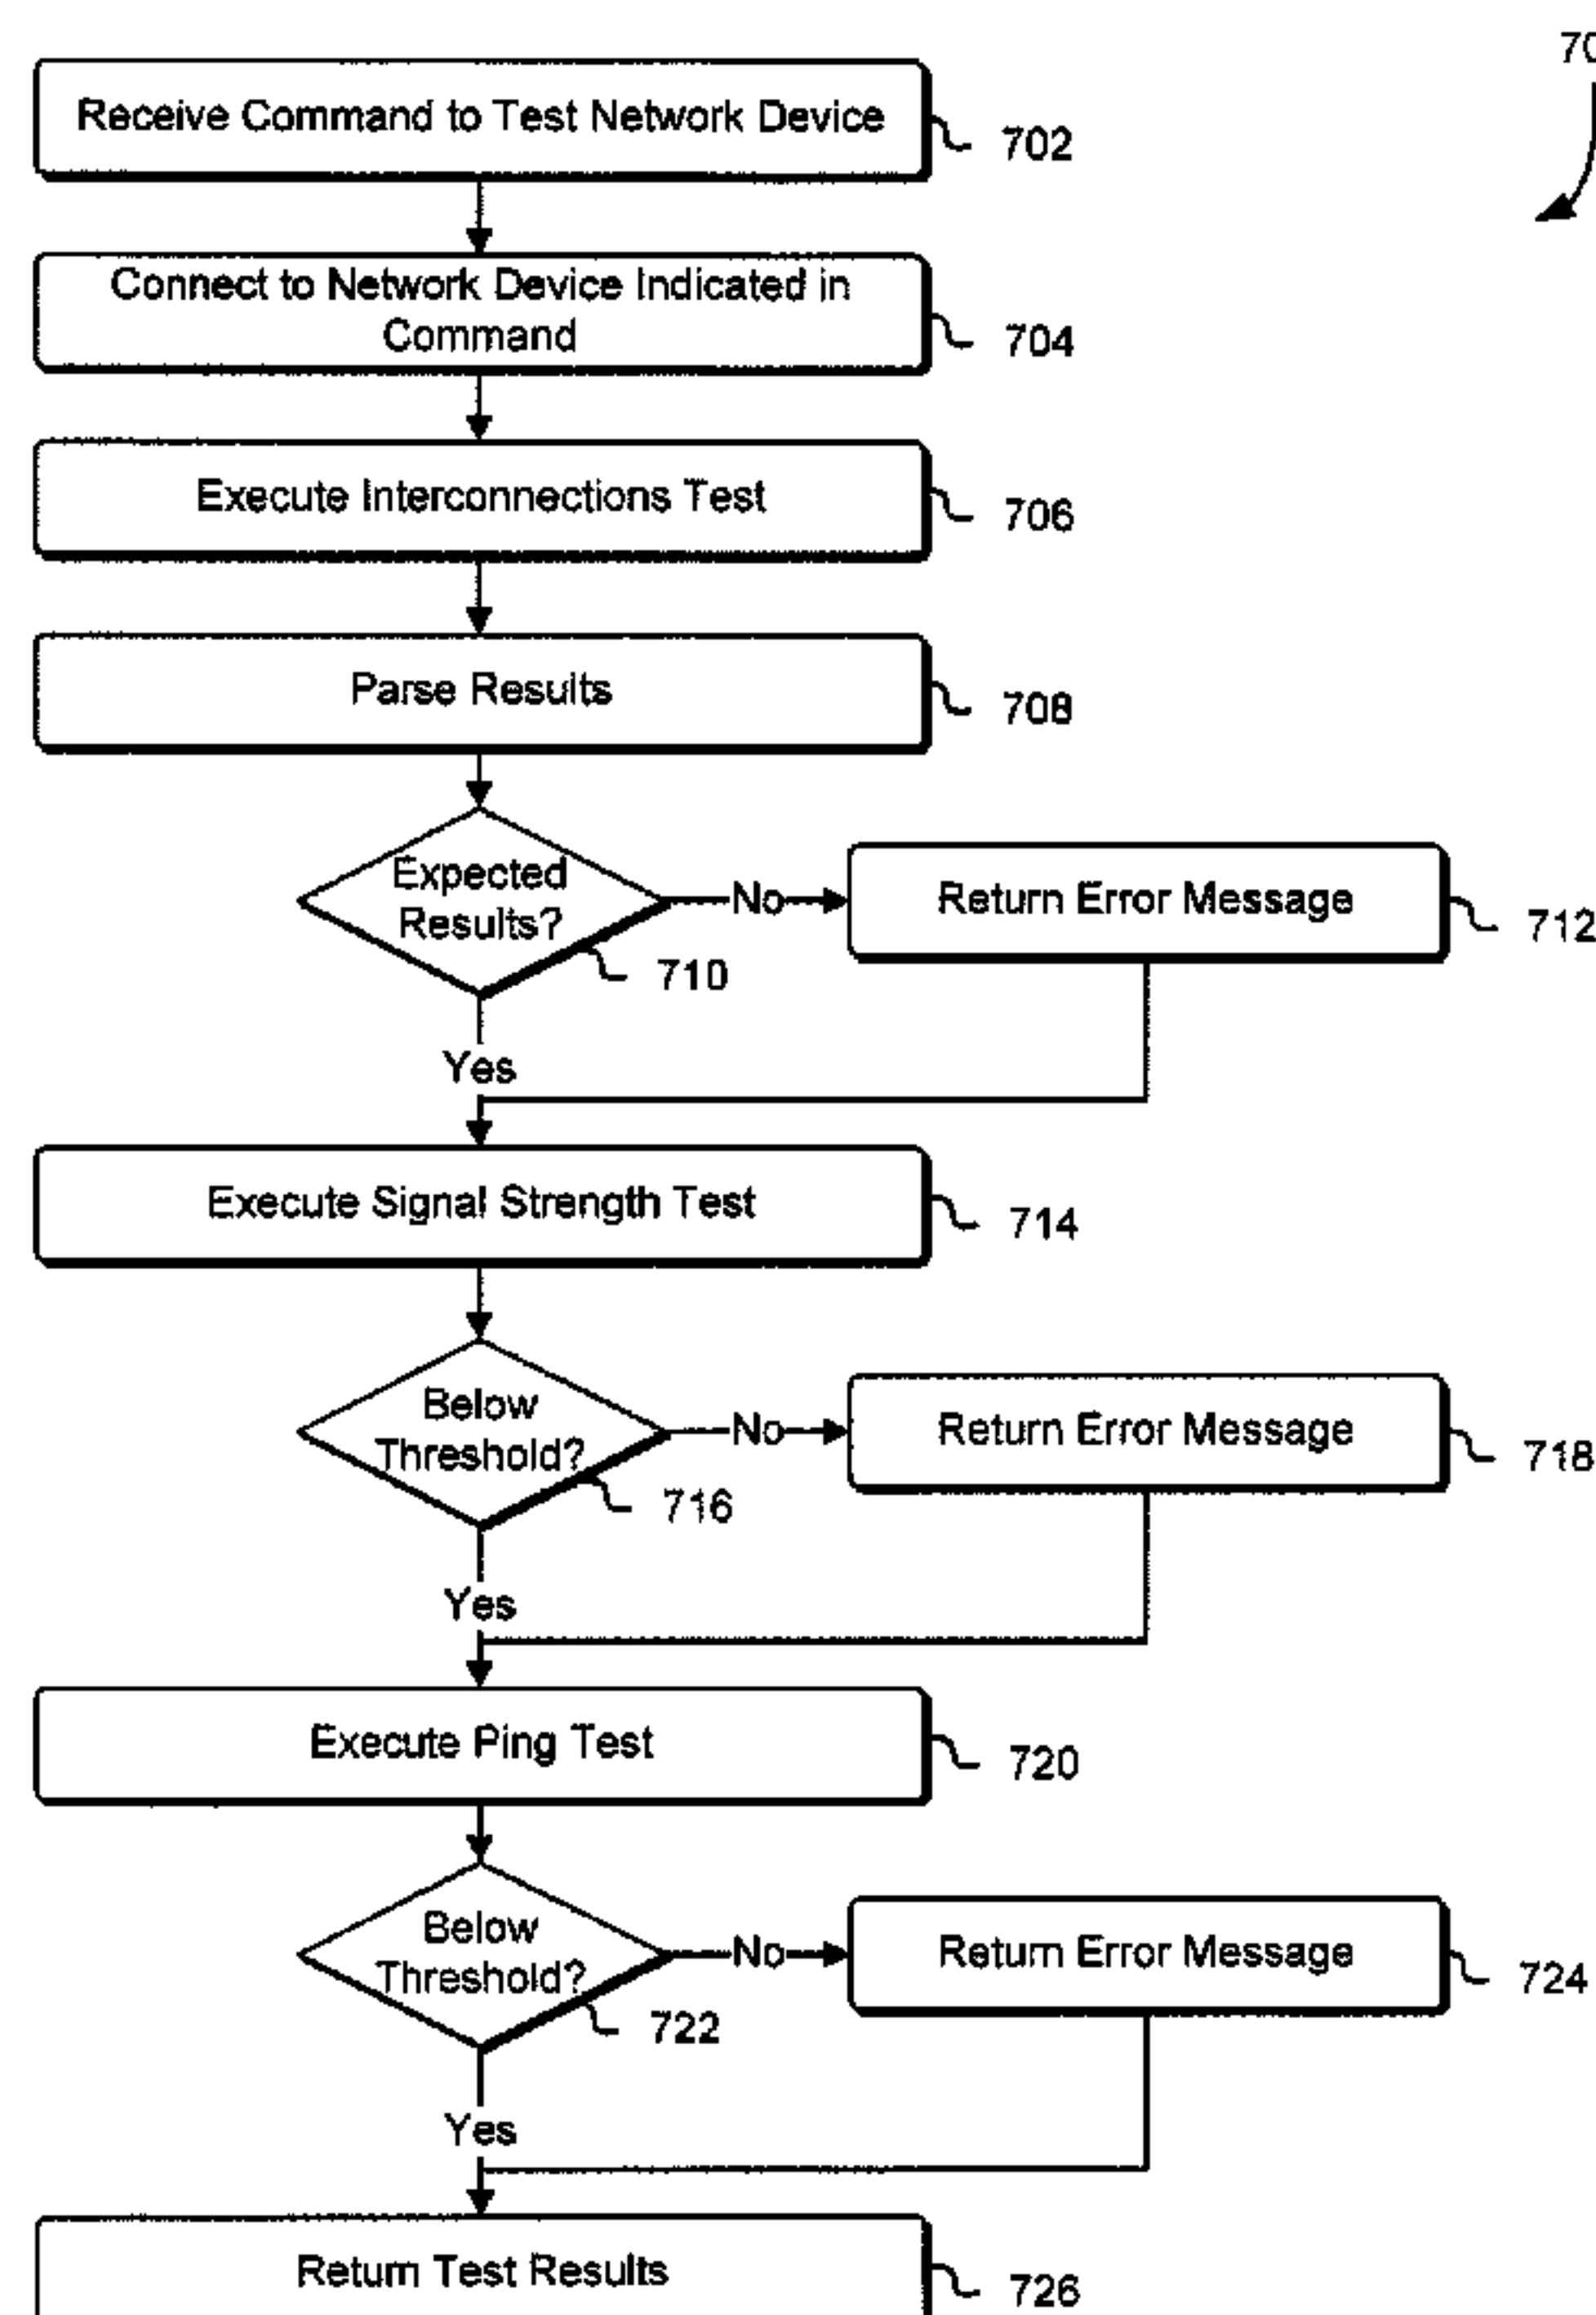 Receive Command to Test Network Device
702
Connect to Network Device Indicated in
Command
704
Execute Interconnections Test
706
Parse Results
708
Expected
Results?
710
No
Return Error Message
712
Yes
Execute Signal Strength Test
714
Below
Threshold?
716
No
Return Error Message
718
Yes
Execute Ping Test
720
Below
Threshold?
722
No
Return Error Message
724
Yes
Return Test Results
726